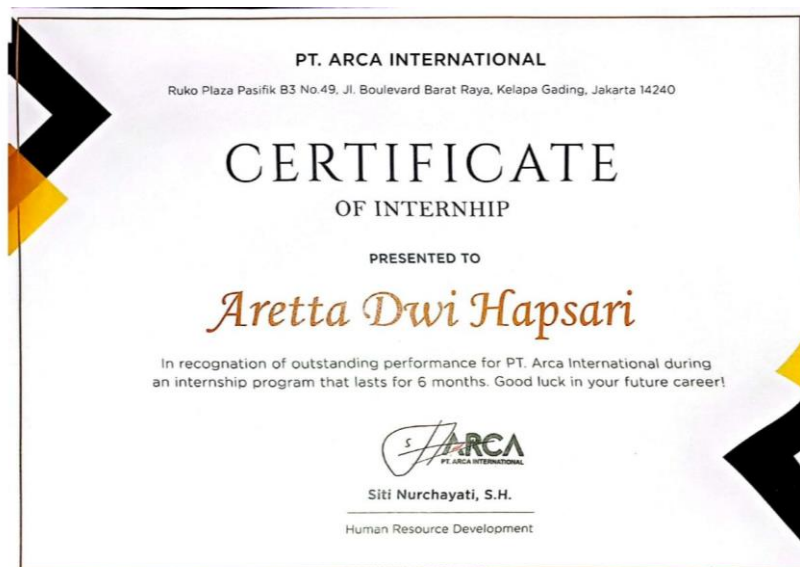 PT. ARCA INTERNATIONAL
Ruko Plaza Pasifik B3 No.49, Jl. Boulevard Barat Raya, Kelapa Gading, Jakarta 14240
CERTIFICATE
OF INTERNHIP
PRESENTED TO
Aretta Dwi Hapsari
In recognation of outstanding performance for PT. Arca International during
an internship program that lasts for 6 months. Good luck in your future career!
S ARCA
PT. ARCA INTERNATIONAL
Siti Nurchayati, S.H.
Human Resource Development